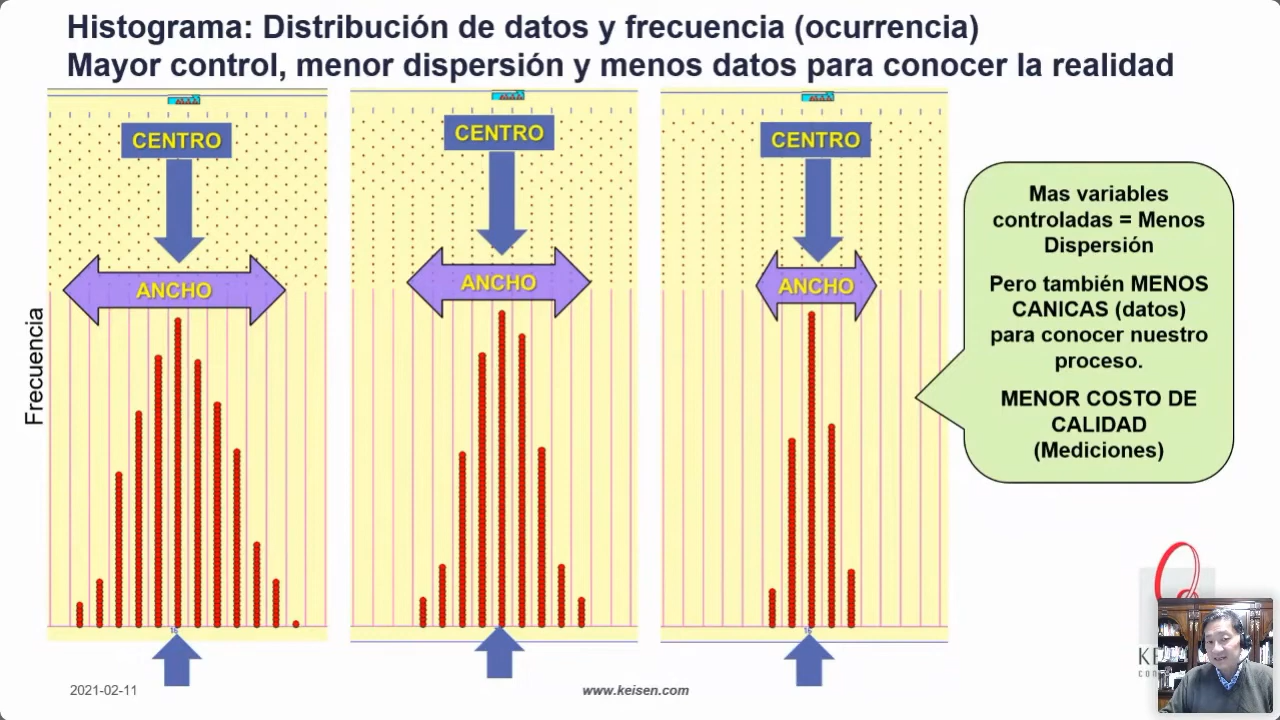 Histograma: Distribución de datos y frecuencia (ocurrencia)
Mayor control, menor dispersión y menos datos para conocer la realidad
CENTRO
CENTRO
CENTRO
ANCHO
ANCHO
ANCHO
Frecuencia
Mas variables
controladas = Menos
Dispersión
Pero también MENOS
CANICAS (datos)
para conocer nuestro
proceso.
MENOR COSTO DE
CALIDAD
(Mediciones)
16
16
2021-02-11
www.keisen.com